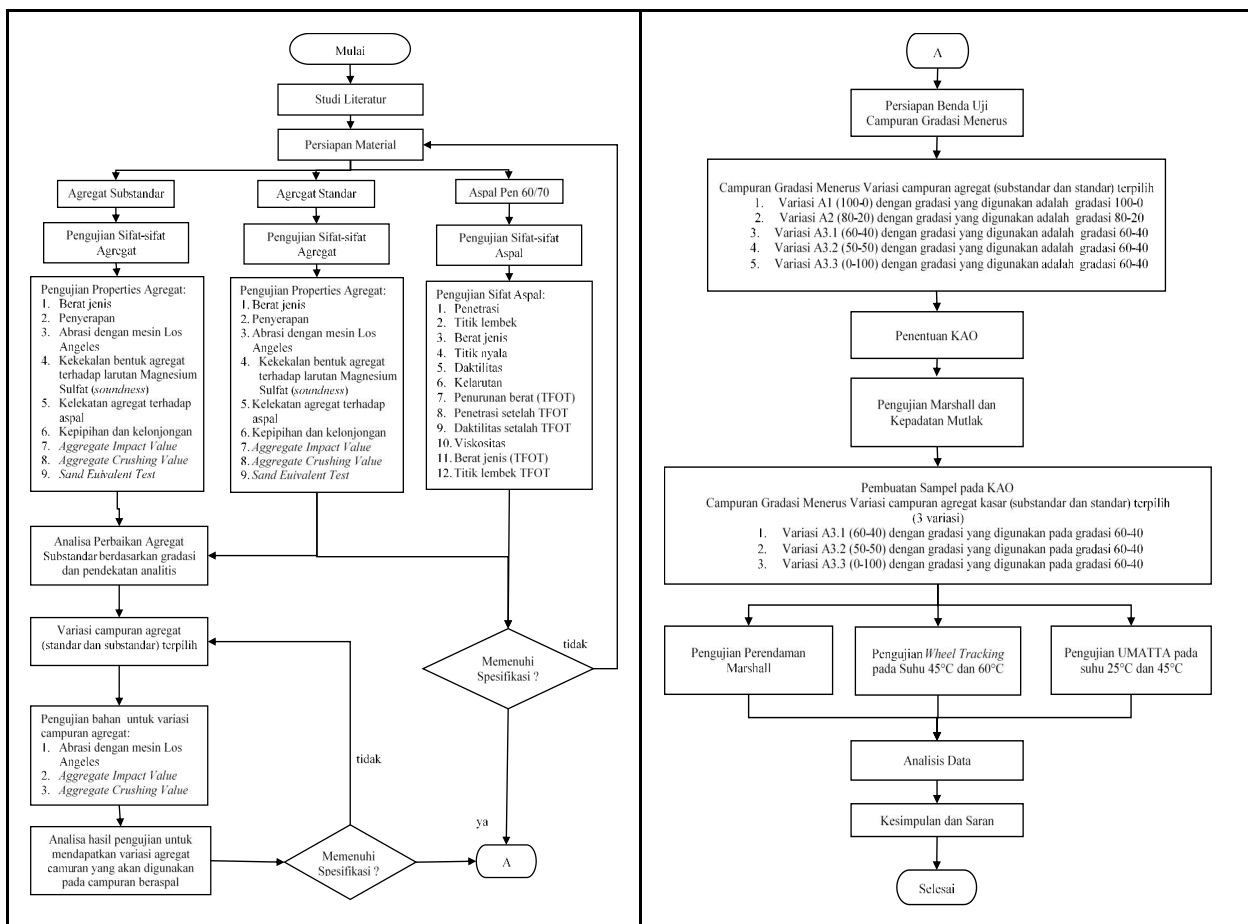 Mulai
Studi Literatur
Persiapan Material
Agregat Substandar
Agregat Standar
Aspal Pen 60/70
Pengujian Sifat-sifat
Agregat
Pengujian Sifat-sifat
Agregat
Pengujian Sifat-sifat
Aspal
Pengujian Properties Agregat:
1. Berat jenis
2. Penyerapan
3. Abrasi dengan mesin Los
Angeles
4. Kekekalan bentuk agregat
terhadap larutan Magnesium
Sulfat (soundness)
5. Kelekatan agregat terhadap
aspal
6. Kepipihan dan kelonjongan
7. Aggregate Impact Value
8. Aggregate Crushing Value
9. Sand Euivalent Test
Pengujian Properties Agregat:
1. Berat jenis
2. Penyerapan
3. Abrasi dengan mesin Los
Angeles
4. Kekekalan bentuk agregat
terhadap larutan Magnesium
Sulfat (soundness)
5. Kelekatan agregat terhadap
aspal
6. Kepipihan dan kelonjongan
7. Aggregate Impact Value
8. Aggregate Crushing Value
9. Sand Euivalent Test
Pengujian Sifat Aspal:
1. Penetrasi
2. Titik lembek
3. Berat jenis
4. Titik nyala
5. Daktilitas
6. Kelarutan
7. Penurunan berat (TFOT)
8. Penetrasi setelah TFOT
9. Daktilitas setalah TFOT
10. Viskositas
11. Berat jenis (TFOT)
12. Titik lembek TFOT
Analisa Perbaikan Agregat
Substandar berdasarkan gradasi
dan pendekatan analitis
Variasi campuran agregat
(standar dan substandar) terpilih
tidak
Memenuhi
Spesifikasi ?
Pengujian bahan untuk variasi
campuran agregat:
1. Abrasi dengan mesin Los
Angeles
2. Aggregate Impact Value
3. Aggregate Crushing Value
tidak
ya
Analisa hasil pengujian untuk
mendapatkan variasi agregat
camuran yang akan digunakan
pada campuran beraspal
Memenuhi
Spesifikasi ?
A
A
Persiapan Benda Uji
Campuran Gradasi Menerus
Campuran Gradasi Menerus Variasi campuran agregat (substandar dan standar) terpilih
1. Variasi A1 (100-0) dengan gradasi yang digunakan adalah gradasi 100-0
2. Variasi A2 (80-20) dengan gradasi yang digunakan adalah gradasi 80-20
3. Variasi A3.1 (60-40) dengan gradasi yang digunakan adalah gradasi 60-40
4. Variasi A3.2 (50-50) dengan gradasi yang digunakan adalah gradasi 60-40
5. Variasi A3.3 (0-100) dengan gradasi yang digunakan adalah gradasi 60-40
Penentuan KAO
Pengujian Marshall dan
Kepadatan Mutlak
Pembuatan Sampel pada KAO
Campuran Gradasi Menerus Variasi campuran agregat kasar (substandar dan standar) terpilih
(3 variasi)
1. Variasi A3.1 (60-40) dengan gradasi yang digunakan pada gradasi 60-40
2. Variasi A3.2 (50-50) dengan gradasi yang digunakan pada gradasi 60-40
3. Variasi A3.3 (0-100) dengan gradasi yang digunakan pada gradasi 60-40
Pengujian Perendaman
Marshall
Pengujian Wheel Tracking
pada Suhu 45°C dan 60°C
Pengujian UMATTA pada
suhu 25°C dan 45°C
Analisis Data
Kesimpulan dan Saran
Selesai